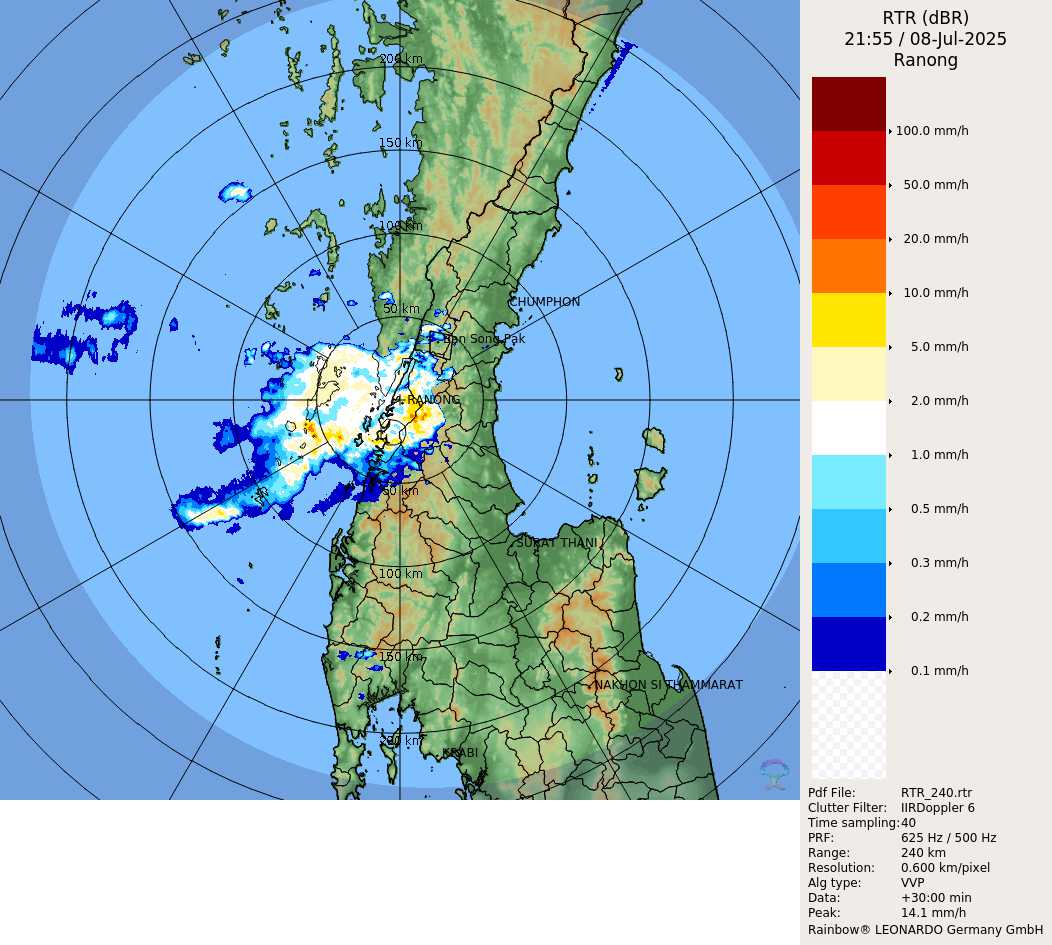 RTR (dBR)
21:55 / 08-Jul-2025
Ranong
200 km
150 km
100 km
50 km
CHUMPHON
Ban Song Pak
RANONG
50 km
SURAT THANI
100 km
150 km
NAKHON SI THAMMARAT
200 km
KRABI
100.0 mm/h
50.0 mm/h
20.0 mm/h
10.0 mm/h
5.0 mm/h
2.0 mm/h
1.0 mm/h
0.5 mm/h
0.3 mm/h
0.2 mm/h
0.1 mm/h
Pdf File: RTR_240.rtr
Clutter Filter: IIRDoppler 6
Time sampling:40
PRF: 625 Hz / 500 Hz
Range: 240 km
Resolution: 0.600 km/pixel
Alg type: VVP
Data: +30:00 min
Peak: 14.1 mm/h
Rainbow® LEONARDO Germany GmbH